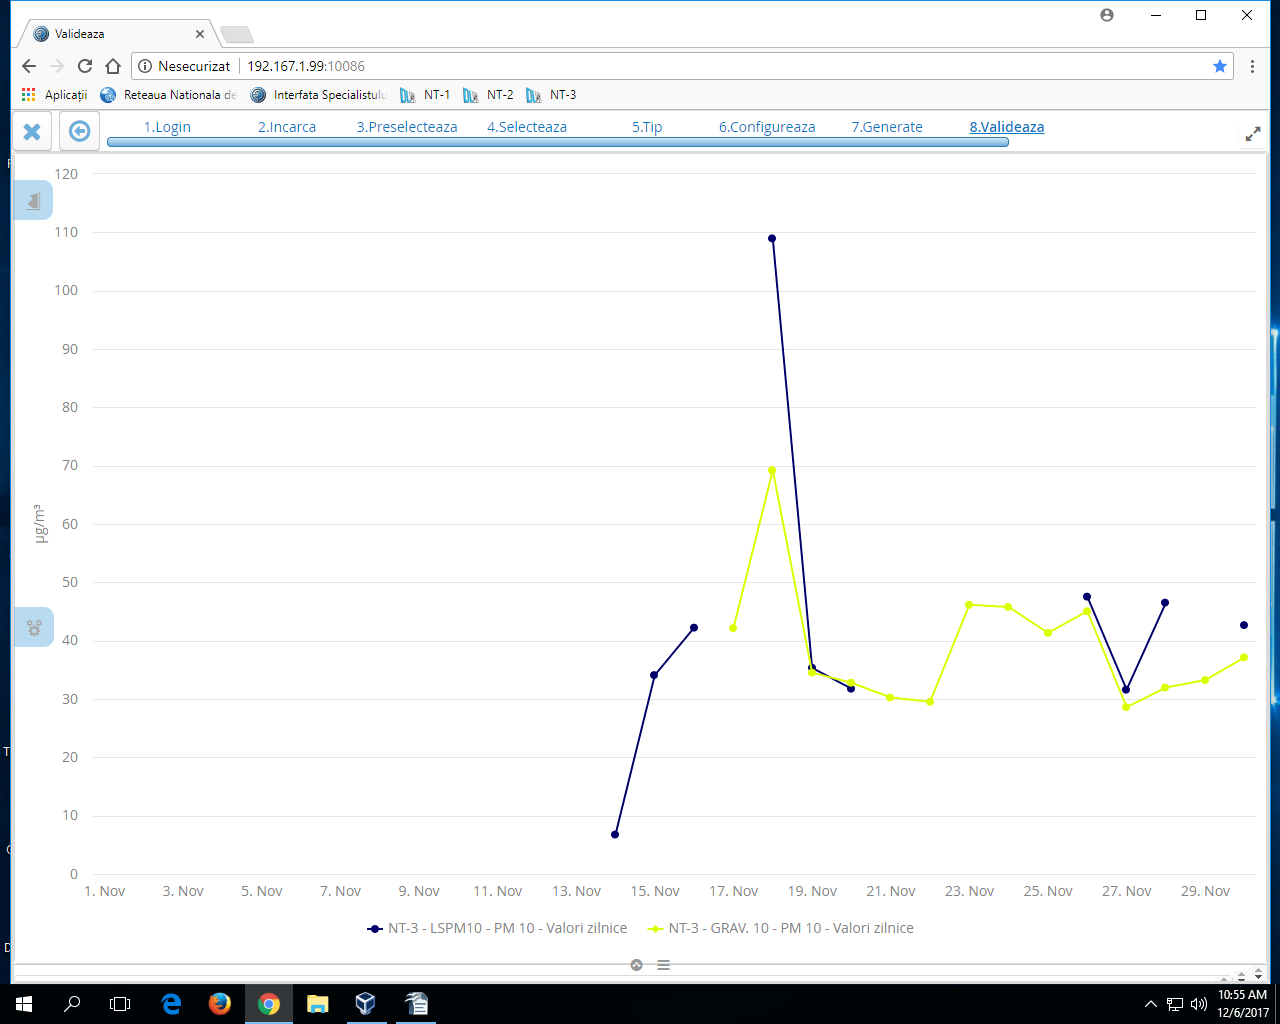 Valideaza
Nesecurizat 192.167.1.99:10086
Aplicații Reteaua Nationala de Interfata Specialistulu NT-1 NT-2 NT-3
1.Login 2.Incarca 3.Preselecteaza 4.Selecteaza 5.Tip 6.Configureaza 7.Generate 8.Valideaza
120
110
100
90
80
70
60
50
40
30
20
10
0
µg/m³
1. Nov 3. Nov 5. Nov 7. Nov 9. Nov 11. Nov 13. Nov 15. Nov 17. Nov 19. Nov 21. Nov 23. Nov 25. Nov 27. Nov 29. Nov
NT-3 - LSPM10 - PM 10 - Valori zilnice NT-3 - GRAV. 10 - PM 10 - Valori zilnice
10:55 AM
12/6/2017